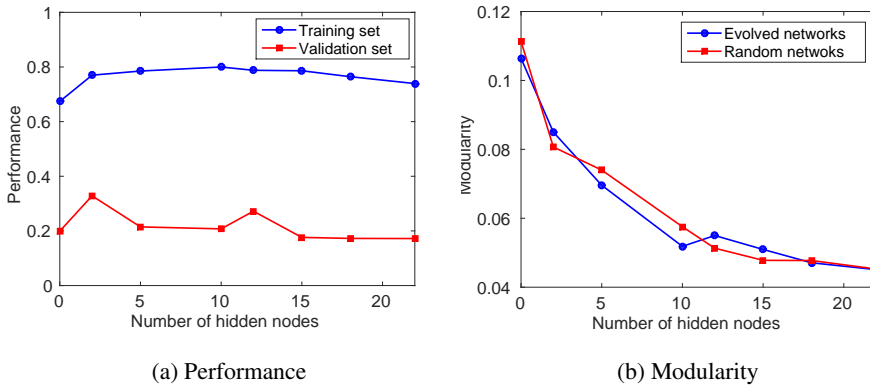 1
0.8
0.6
0.4
0.2
0
Performance
Training set
Validation set
0 5 10 15 20
Number of hidden nodes
(a) Performance
0.12
0.1
0.08
0.06
0.04
Modularity
Evolved networks
Random netwoks
0 5 10 15 20
Number of hidden nodes
(b) Modularity